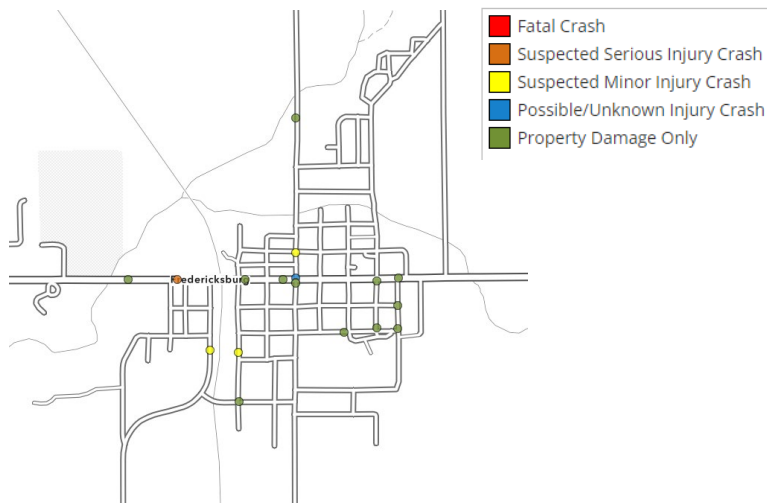 Fatal Crash
Suspected Serious Injury Crash
Suspected Minor Injury Crash
Possible/Unknown Injury Crash
Property Damage Only
Fredericksburg